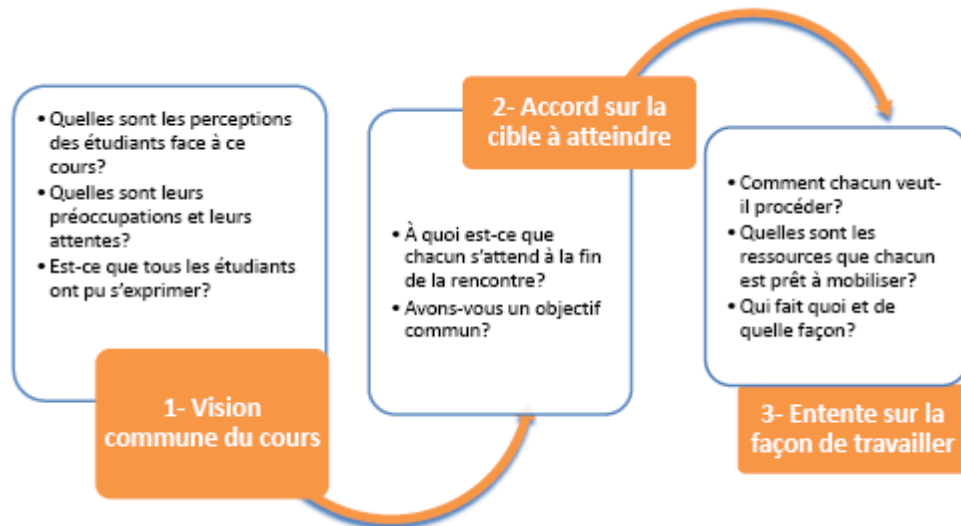 • Quelles sont les perceptions
des étudiants face à ce
cours?
• Quelles sont leurs
préoccupations et leurs
attentes?
• Est-ce que tous les étudiants
ont pu s'exprimer?
1- Vision
commune du cours
2- Accord sur la
cible à atteindre
• À quoi est-ce que
chacun s'attend à la fin
de la rencontre?
• Avons-vous un objectif
commun?
• Comment chacun veut-
il procéder?
• Quelles sont les
ressources que chacun
est prêt à mobiliser?
• Qui fait quoi et de
quelle façon?
3- Entente sur la
façon de travailler